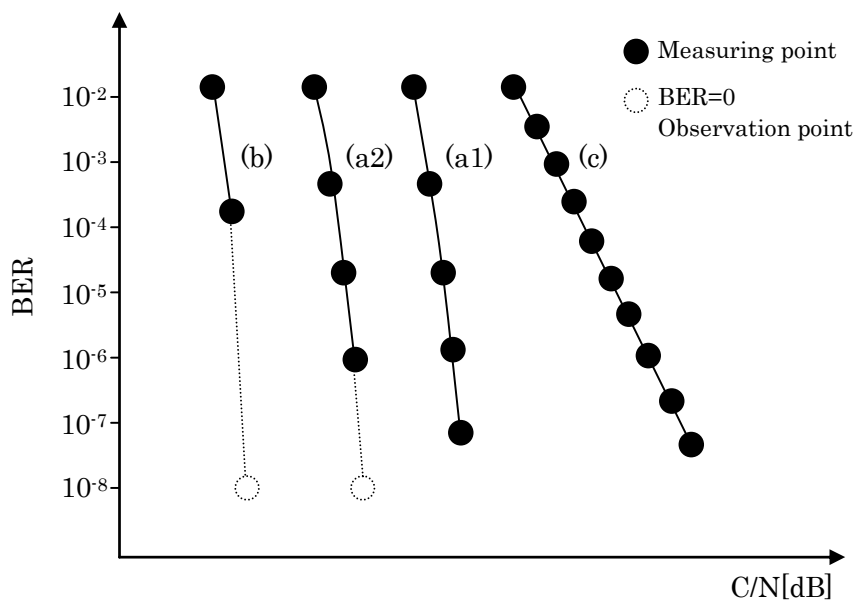 Measuring point
BER=0
Observation point
10-2
10-3
10-4
10-5
10-6
10-7
10-8
BER
(b)
(a2)
(a1)
(c)
C/N[dB]